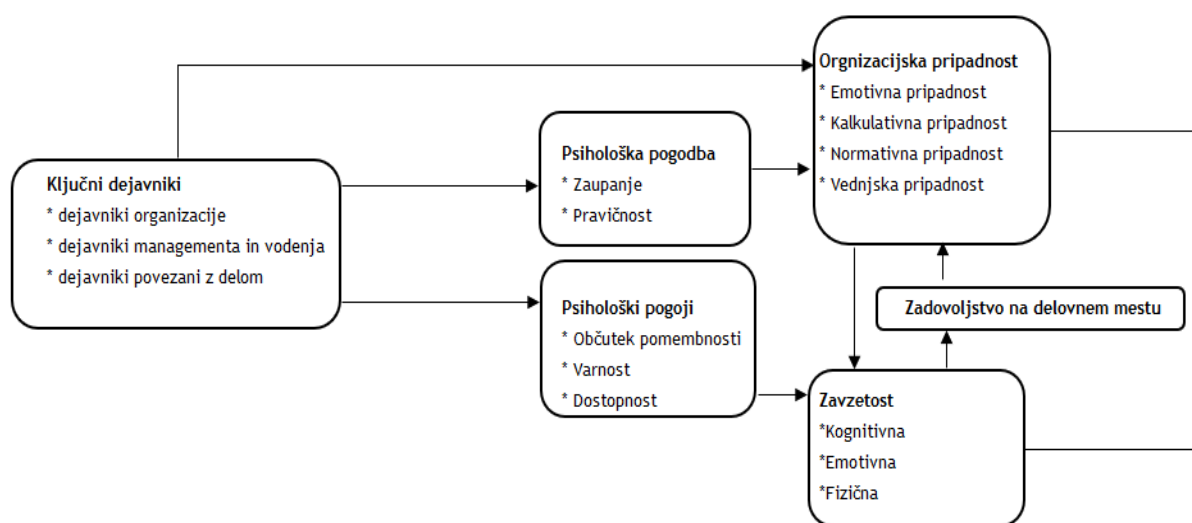 Ključni dejavniki
* dejavniki organizacije
* dejavniki managementa in vodenja
* dejavniki povezani z delom
Psihološka pogodba
* Zaupanje
* Pravičnost
Psihološki pogoji
* Občutek pomembnosti
* Varnost
* Dostopnost
Orgnizacijska pripadnost
* Emotivna pripadnost
* Kalkulativna pripadnost
* Normativna pripadnost
* Vednjska pripadnost
Zadovoljstvo na delovnem mestu
Zavzetost
*Kognitivna
*Emotivna
*Fizična